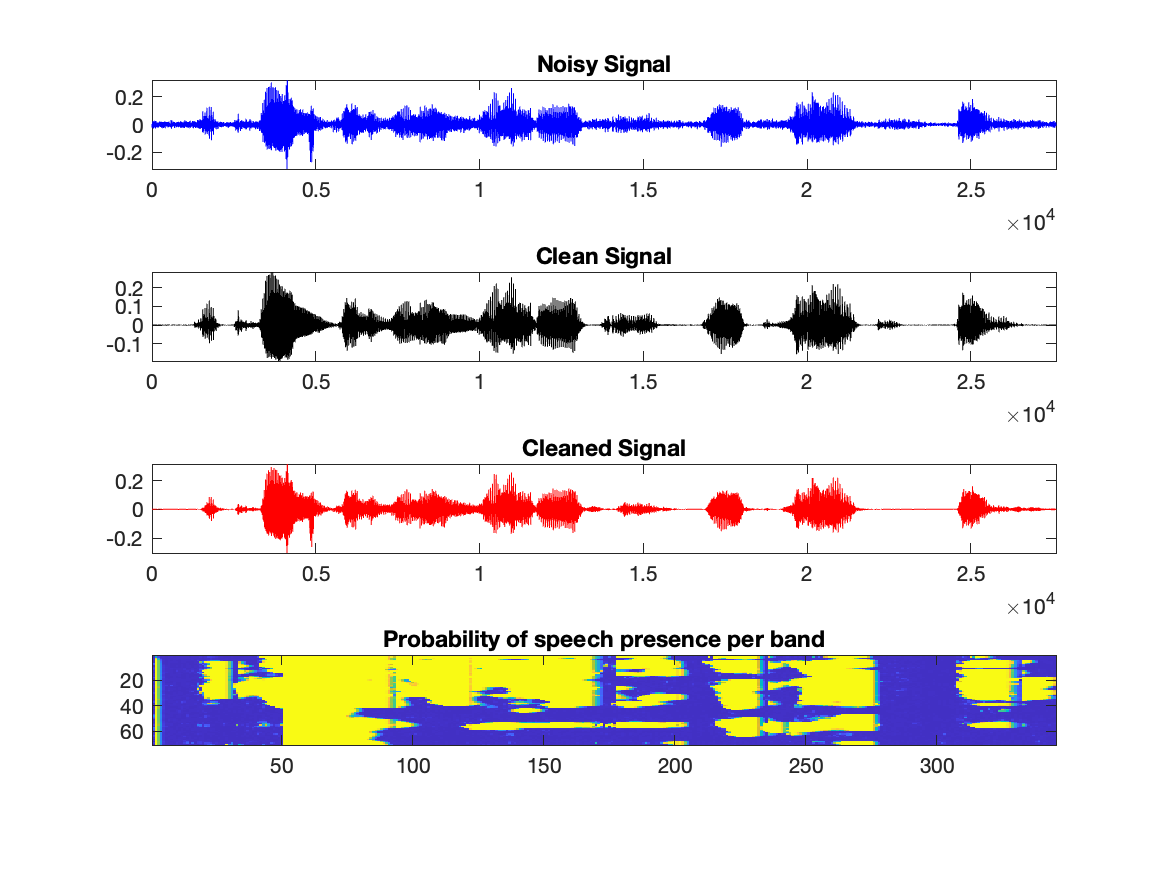 Noisy Signal
0.2
0
-0.2
0 0.5 1 1.5 2 2.5
×10^4
Clean Signal
0.2
0.1
0
-0.1
0 0.5 1 1.5 2 2.5
×10^4
Cleaned Signal
0.2
0
-0.2
0 0.5 1 1.5 2 2.5
×10^4
Probability of speech presence per band
20
40
60
50 100 150 200 250 300